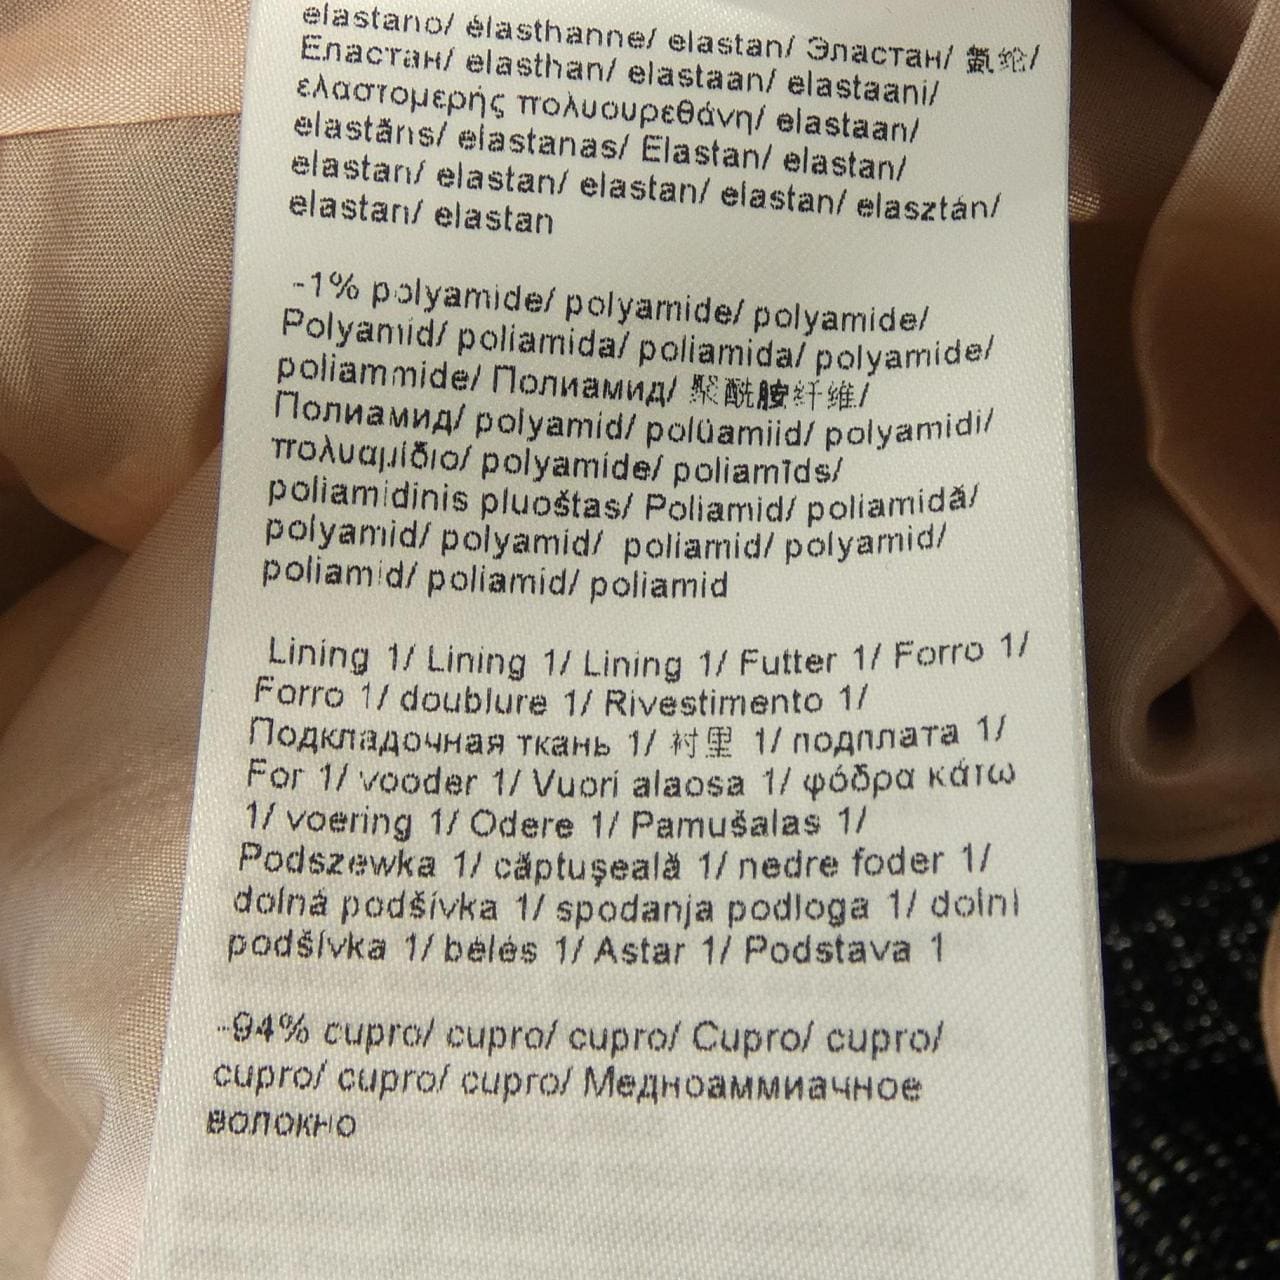 elastano/ élasthanne/ elastan/ Эластан/ 氨纶/
Еластан/ elasthan/ elastaan/ elastaani/
ελαστομερής πολυουρεθάνη/ elastaan/
elastāns/ elastanas/ Elastan/ elastan/
elastan/ elastan/ elastan/ elastan/ elasztán/
elastan/ elastan
-1% polyamide/ polyamide/ polyamide/
Polyamid/ poliamida/ poliamida/ polyamide/
poliammide/ Полиамид/ 聚酰胺纤维/
Полиамид/ polyamid/ polüamiid/ polyamidi/
πολυαμίδιο/ polyamide/ poliamīds/
poliamidinis pluoštas/ Poliamid/ poliamidă/
polyamid/ polyamid/ poliamid/ polyamid/
poliamid/ poliamid/ poliamid
Lining 1/ Lining 1/ Lining 1/ Futter 1/ Forro 1/
Forro 1/ doublure 1/ Rivestimento 1/
Подкладочная ткань 1/ 衬里 1/ подплата 1/
For 1/ vooder 1/ Vuori alaosa 1/ φόδρα κάτω
1/ voering 1/ Odere 1/ Pamušalas 1/
Podszewka 1/ căptuşeală 1/ nedre foder 1/
dolná podšívka 1/ spodanja podloga 1/ dolní
podšívka 1/ bélés 1/ Astar 1/ Podstava 1
-94% cupro/ cupro/ cupro/ Cupro/ cupro/
cupro/ cupro/ cupro/ Медноаммиачное
волокно